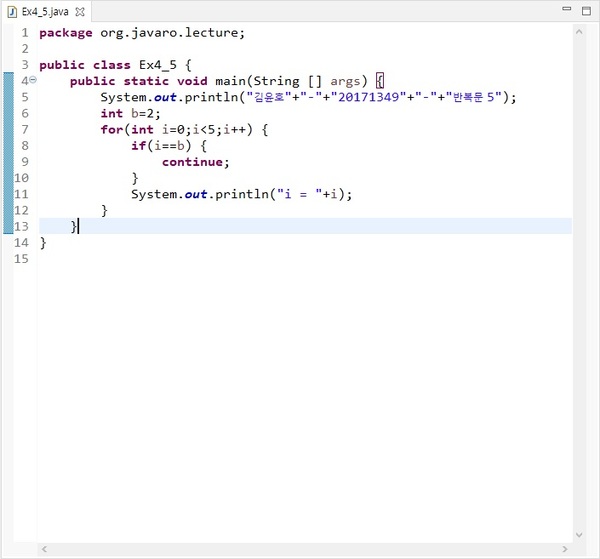 Ex4_5.java
1 package org.javaro.lecture;
2
3 public class Ex4_5 {
4 public static void main(String [] args) {
5 System.out.println("김윤호"+"-"+"20171349"+"-"+"반복문 5");
6 int b=2;
7 for(int i=0;i<5;i++) {
8 if(i==b) {
9 continue;
10 }
11 System.out.println("i = "+i);
12 }
13 }
14 }
15